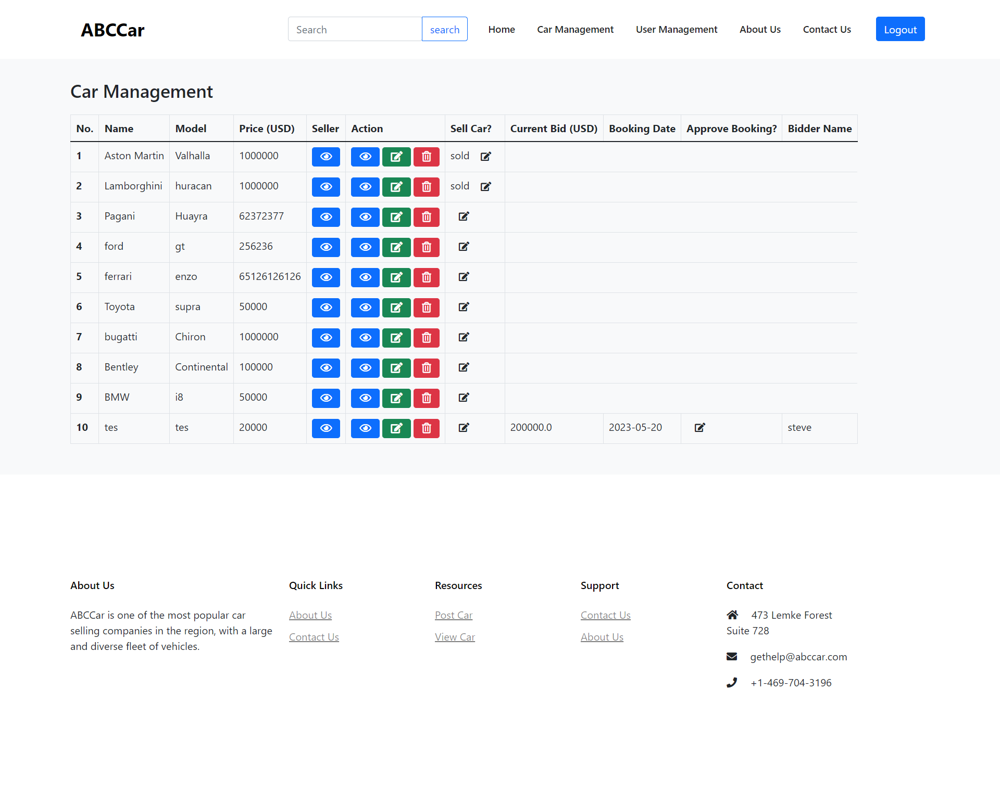 ABCCar Search search Home Car Management User Management About Us Contact Us Logout
Car Management
No. Name Model Price (USD) Seller Action Sell Car? Current Bid (USD) Booking Date Approve Booking? Bidder Name
1 Aston Martin Valhalla 1000000 sold
2 Lamborghini huracan 1000000 sold
3 Pagani Huayra 62372377
4 ford gt 256236
5 ferrari enzo 65126126126
6 Toyota supra 50000
7 bugatti Chiron 1000000
8 Bentley Continental 100000
9 BMW i8 50000
10 tes tes 20000 200000.0 2023-05-20 steve
About Us
ABCCar is one of the most popular car
selling companies in the region, with a large
and diverse fleet of vehicles.
Quick Links
About Us
Contact Us
Resources
Post Car
View Car
Support
Contact Us
About Us
Contact
473 Lemke Forest
Suite 728
gethelp@abccar.com
+1-469-704-3196